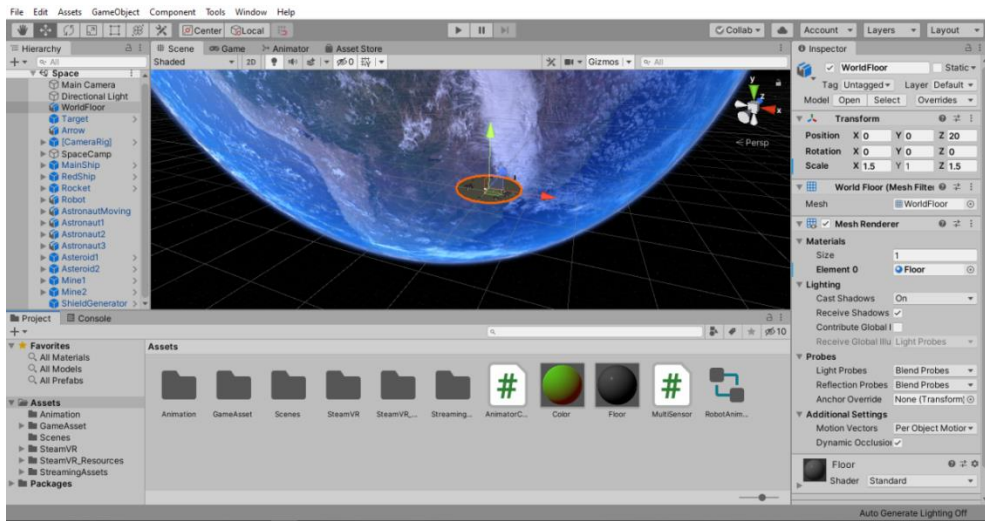 File Edit Assets GameObject Component Tools Window Help
Center Local Collab Account Layers Layout
Hierarchy
All
Space
Main Camera
Directional Light
WorldFloor
Target
Arrow
[CameraRig]
SpaceCamp
MainShip
RedShip
Rocket
Robot
AstronautMoving
Astronaut1
Astronaut2
Astronaut3
Asteroid1
Asteroid2
Mine1
Mine2
ShieldGenerator
Scene Game Animator Asset Store
Shaded 2D 0 Gizmos All
y
z
x
Persp
Inspector
WorldFloor Static
Tag Untagged Layer Default
Model Open Select Overrides
Transform
Position X 0 Y 0 Z 20
Rotation X 0 Y 0 Z 0
Scale X 1.5 Y 1 Z 1.5
World Floor (Mesh Filter
Mesh WorldFloor
Mesh Renderer
Materials
Size 1
Element 0 Floor
Lighting
Cast Shadows On
Receive Shadows
Contribute Global I
Receive Global Illu Light Probes
Probes
Light Probes Blend Probes
Reflection Probes Blend Probes
Anchor Override None (Transform)
Additional Settings
Motion Vectors Per Object Motior
Dynamic Occlusior
Floor
Shader Standard
Project Console
10
Favorites
All Materials
All Models
All Prefabs
Assets
Animation
GameAsset
Scenes
SteamVR
SteamVR_Resources
StreamingAssets
Packages
Assets
Animation GameAsset Scenes SteamVR SteamVR_... Streaming... AnimatorC... Color Floor MultiSensor RobotAnim...
Auto Generate Lighting Off